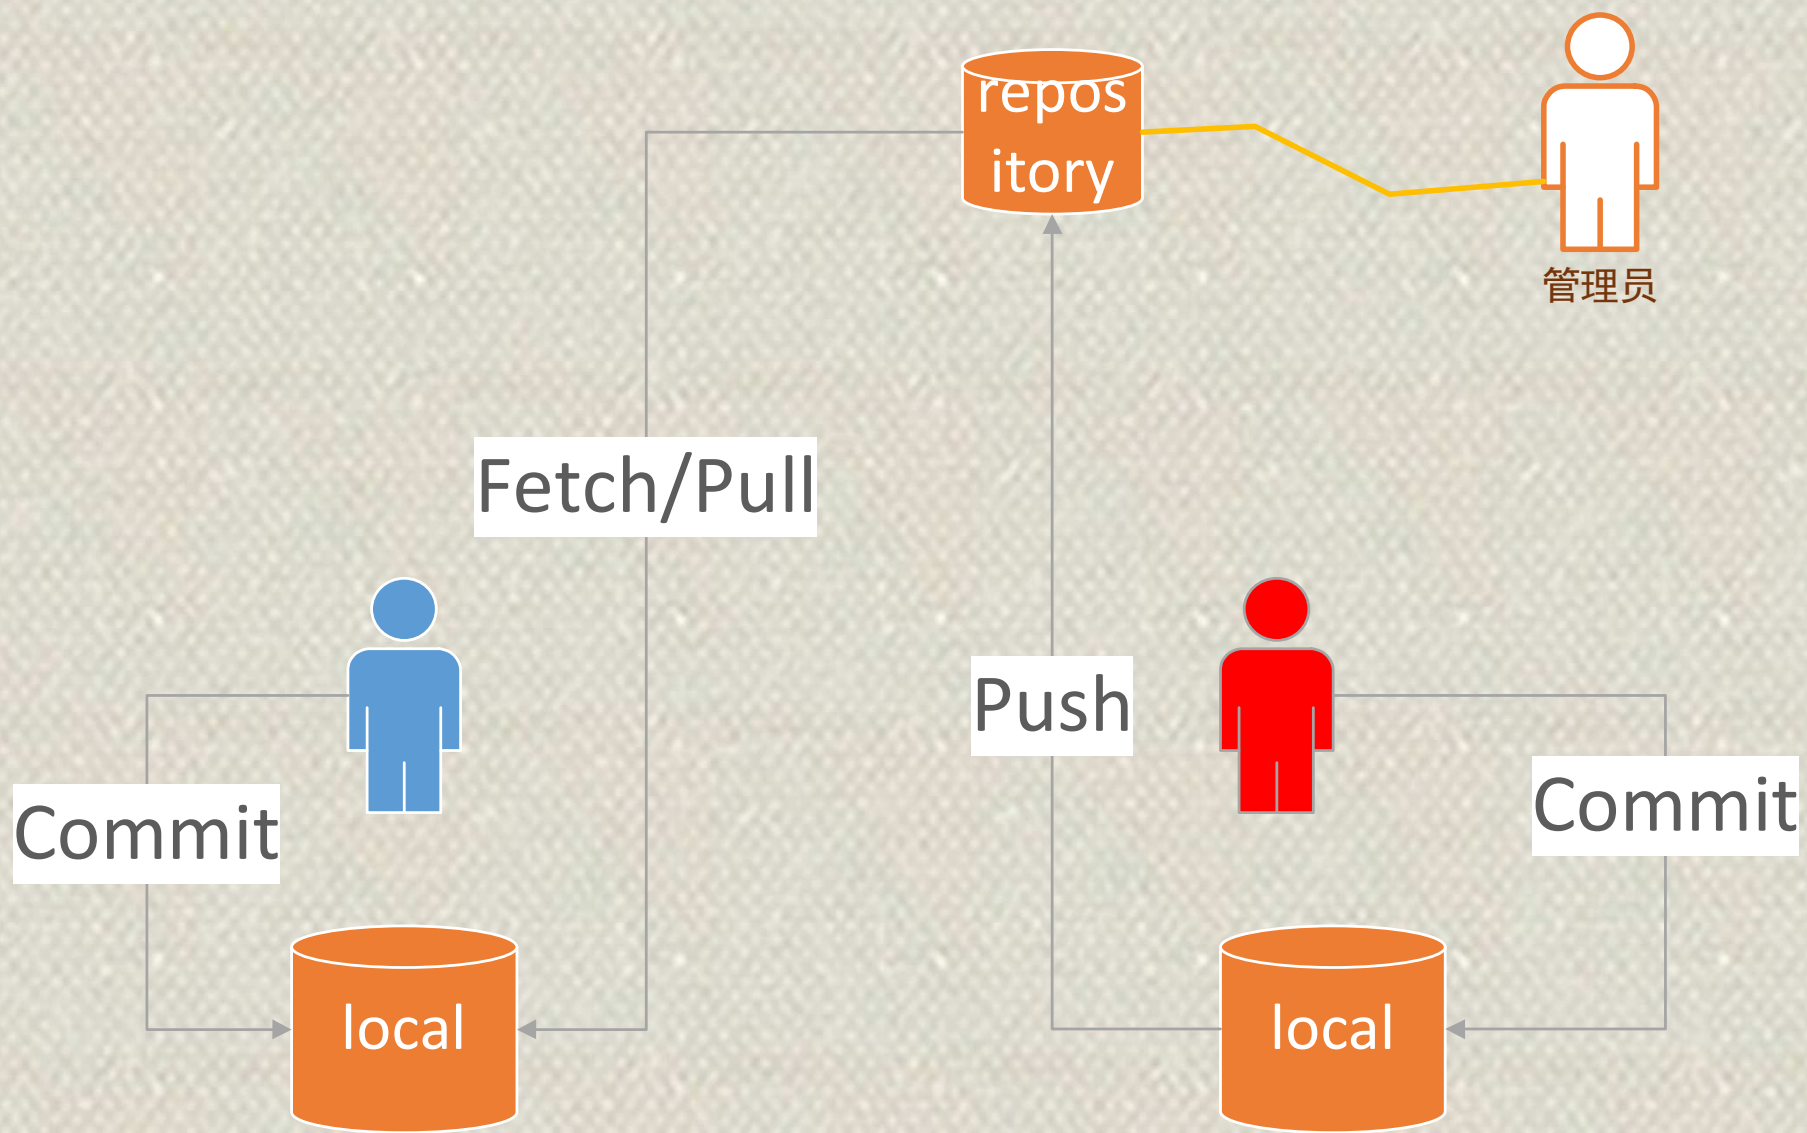 repos
itory
管理员
Fetch/Pull
Push
Commit
Commit
local
local